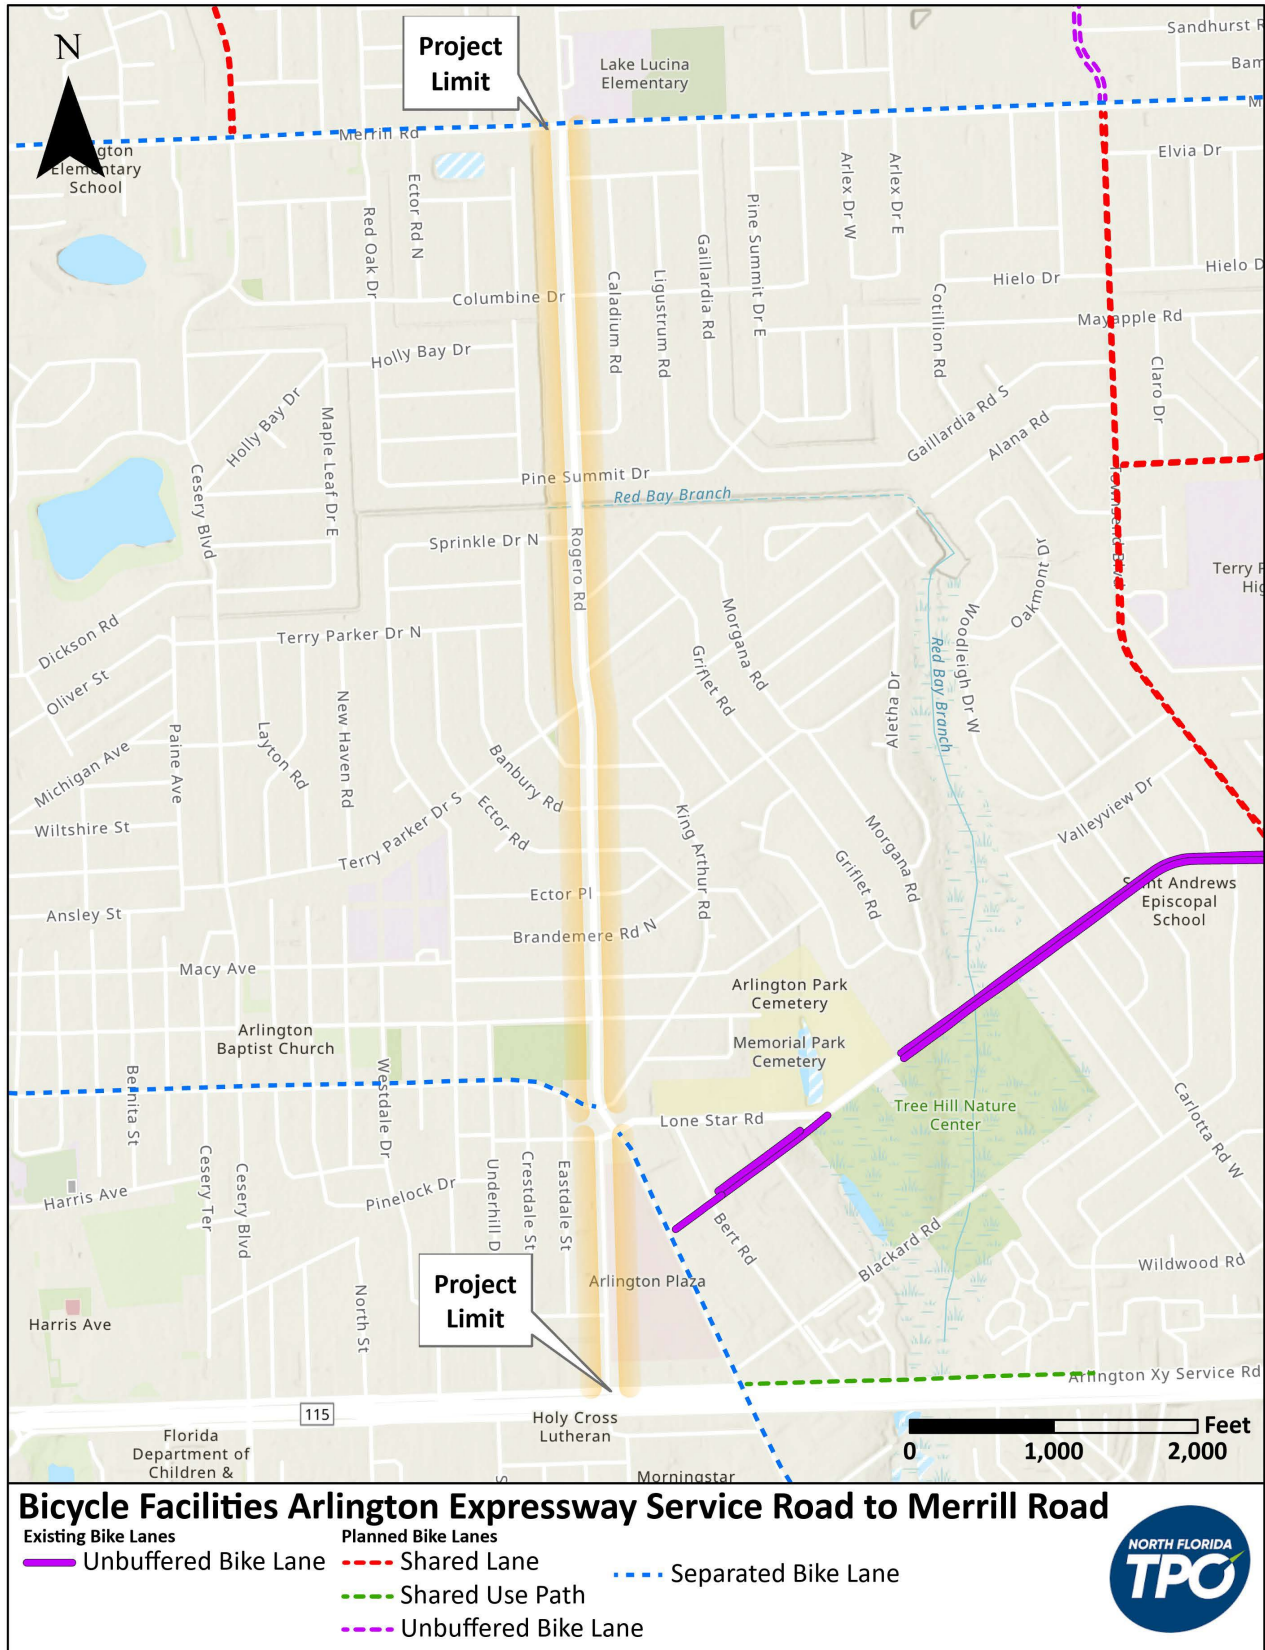 N
Project
Limit
Lake Lucina
Elementary
Sandhurst R
Bam
M
Merrill Rd
gton
Elementary
School
Elvia Dr
Ector Rd N
Red Oak Dr
Arlex Dr W
Arlex Dr E
Pine Summit Dr E
Gaillardia Rd
Ligustrum Rd
Caladium Rd
Columbine Dr
Hielo Dr
Hielo D
Cotillion Rd
Mayapple Rd
Holly Bay Dr
Claro Dr
Holly Bay Dr
Maple Leaf Dr E
Gaillardia Rd S
Alana Rd
Cesery Blvd
Pine Summit Dr
Red Bay Branch
Townsend Blvd
Sprinkle Dr N
Rogero Rd
Oakmont Dr
Terry P
Hig
Dickson Rd
Terry Parker Dr N
Morgana Rd
Griflet Rd
Woodleigh Dr W
Red Bay Branch
Aletha Dr
Oliver St
New Haven Rd
Layton Rd
Paine Ave
Michigan Ave
Banbury Rd
Ector Rd
Terry Parker Dr S
King Arthur Rd
Morgana Rd
Griflet Rd
Valleyview Dr
Wiltshire St
Saint Andrews
Episcopal
School
Ector Pl
Ansley St
Brandemere Rd N
Macy Ave
Arlington Park
Cemetery
Arlington
Baptist Church
Memorial Park
Cemetery
Bernita St
Westdale Dr
Lone Star Rd
Tree Hill Nature
Center
Carlotta Rd W
Harris Ave
Cesery Ter
Cesery Blvd
Pinelock Dr
Underhill D
Crestdale St
Eastdale St
Bert Rd
Blackard Rd
Wildwood Rd
Project
Limit
Arlington Plaza
North St
Harris Ave
Arlington Xy Service Rd
115
Holy Cross
Lutheran
Florida
Department of
Children &
S
Morningstar
Feet
0 1,000 2,000
Bicycle Facilities Arlington Expressway Service Road to Merrill Road
Existing Bike Lanes
Unbuffered Bike Lane
Planned Bike Lanes
Shared Lane
Shared Use Path
Unbuffered Bike Lane
Separated Bike Lane
NORTH FLORIDA
TPO